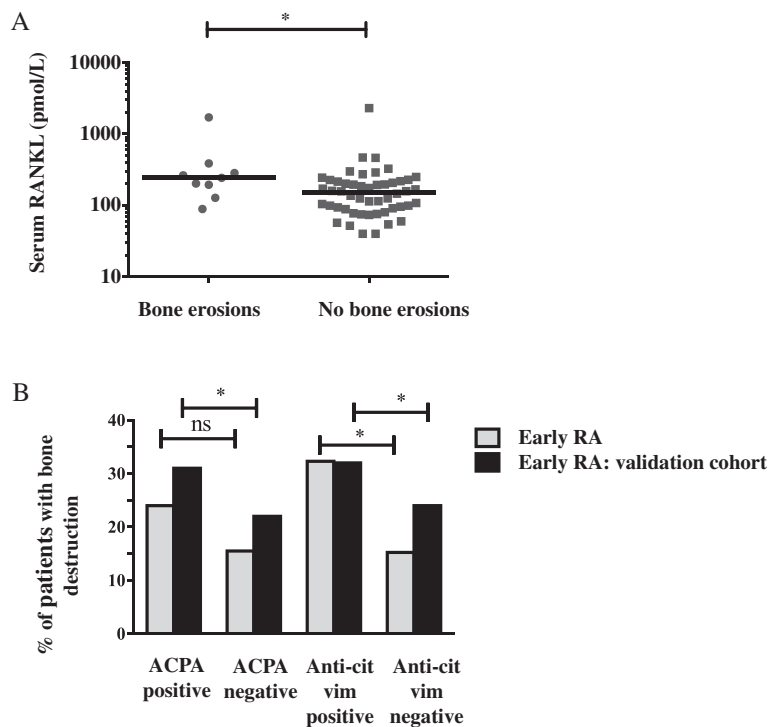 A
*
Serum RANKL (pmol/L)
10000
1000
100
10
Bone erosions
No bone erosions
B
% of patients with bone
destruction
40
30
20
10
0
*
ns
*
*
Early RA
Early RA: validation cohort
ACPA
positive
ACPA
negative
Anti-cit
vim
positive
Anti-cit
vim
negative